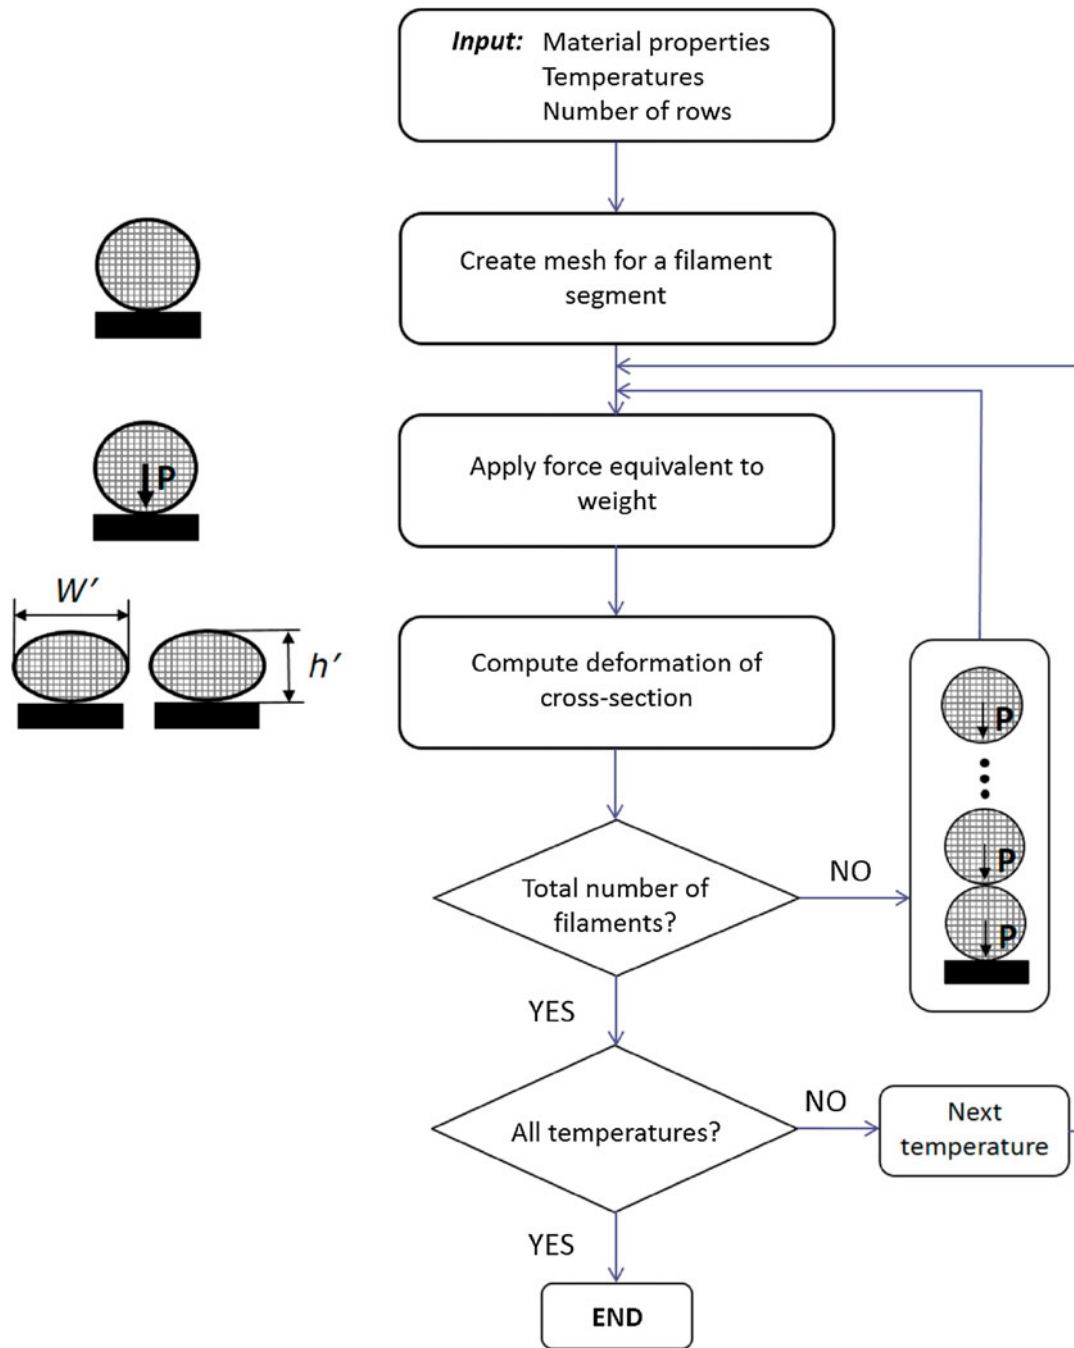 Input: Material properties
Temperatures
Number of rows
Create mesh for a filament
segment
P
Apply force equivalent to
weight
W'
h'
Compute deformation of
cross-section
P
P
P
Total number of
filaments?
NO
YES
All temperatures?
NO
Next
temperature
YES
END